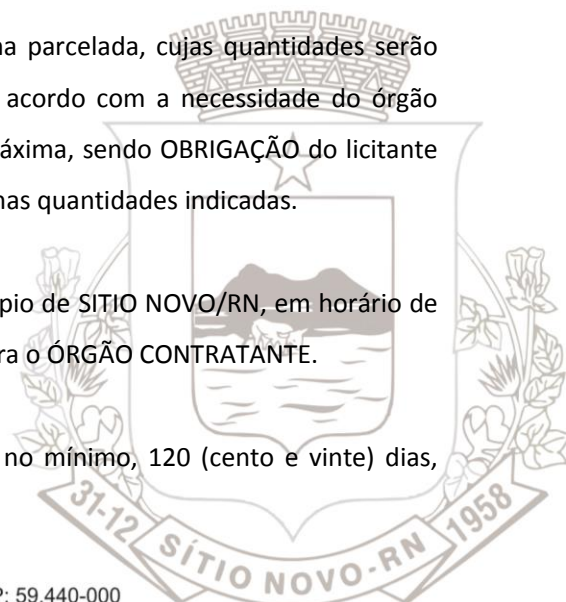 na parcelada, cujas quantidades serão
acordo com a necessidade do órgão
áxima, sendo OBRIGAÇÃO do licitante
nas quantidades indicadas.
pio de SITIO NOVO/RN, em horário de
ra o ÓRGÃO CONTRATANTE.
no mínimo, 120 (cento e vinte) dias,
31-12 SÍTIO NOVO-RN 1958
P: 59.440-000